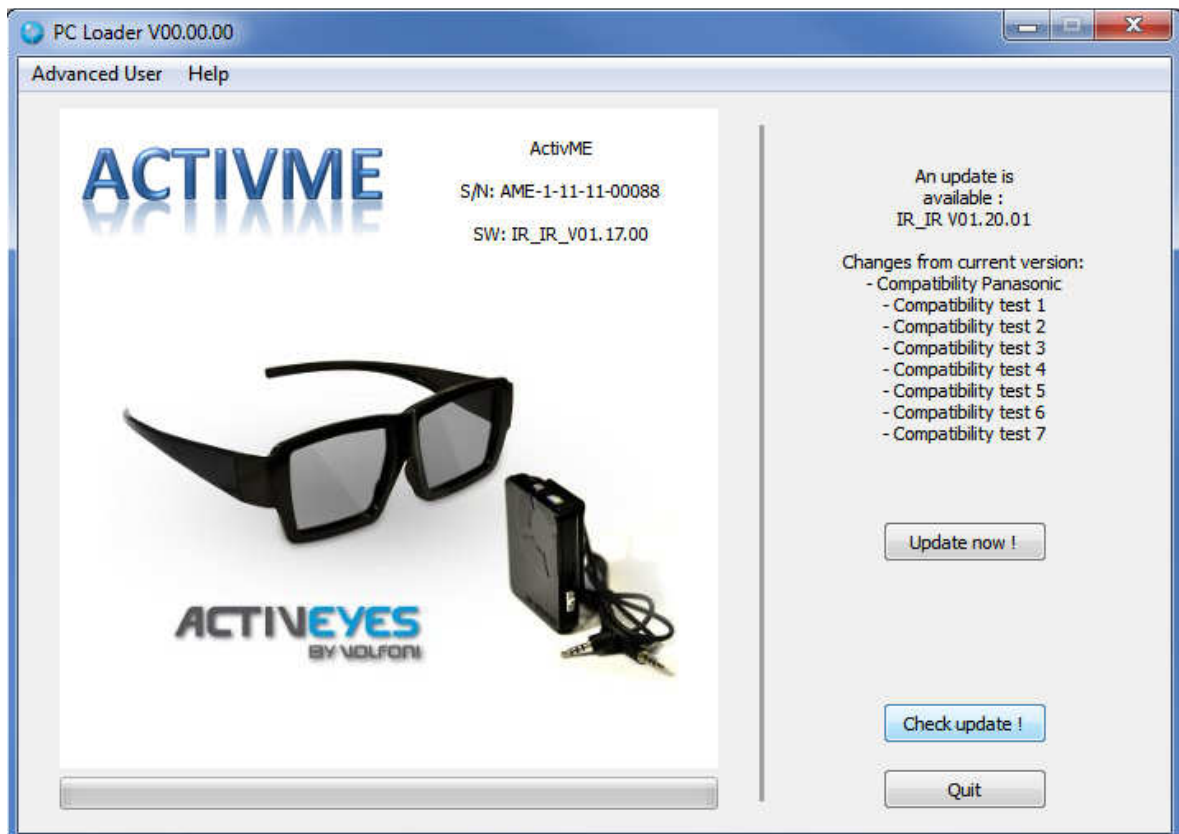 PC Loader V00.00.00
Advanced User Help
ACTIVME
ActivME
S/N: AME-1-11-11-00088
SW: IR_IR_V01.17.00
ACTIVEYES
BY VOLFONI
An update is
available :
IR_IR V01.20.01
Changes from current version:
- Compatibility Panasonic
- Compatibility test 1
- Compatibility test 2
- Compatibility test 3
- Compatibility test 4
- Compatibility test 5
- Compatibility test 6
- Compatibility test 7
Update now !
Check update !
Quit